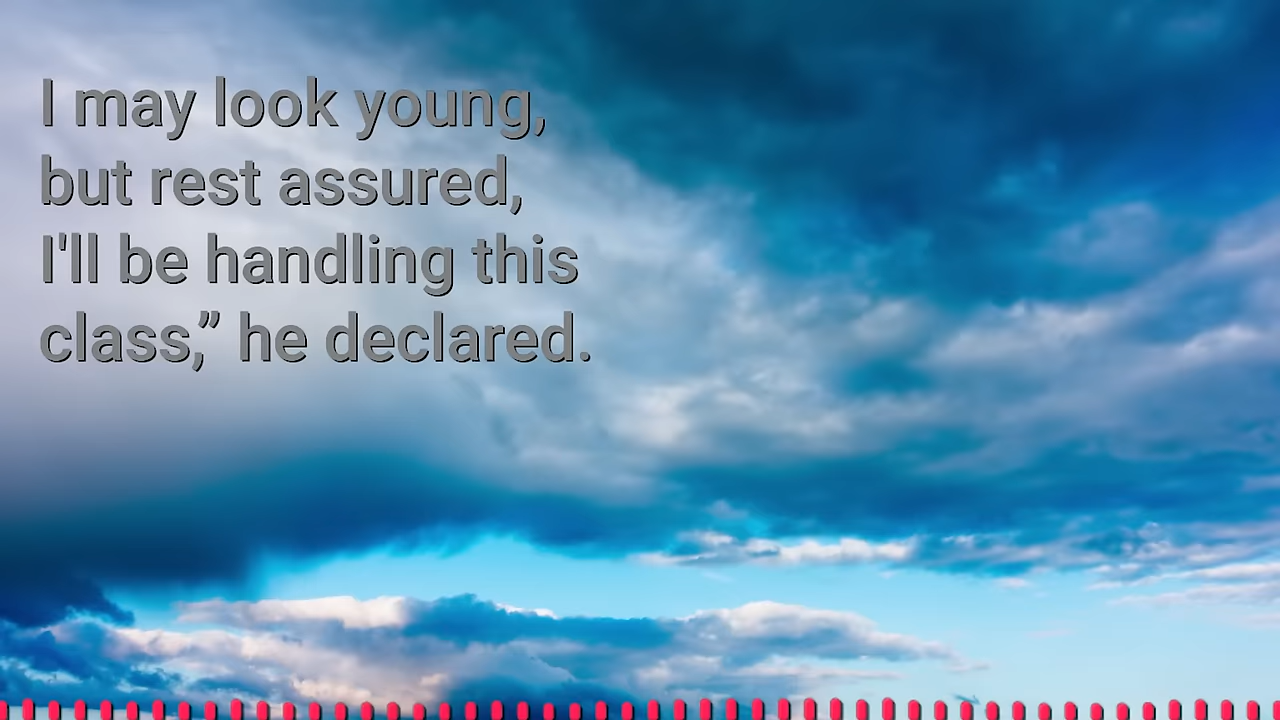 I may look young,
but rest assured,
I'll be handling this
class,” he declared.